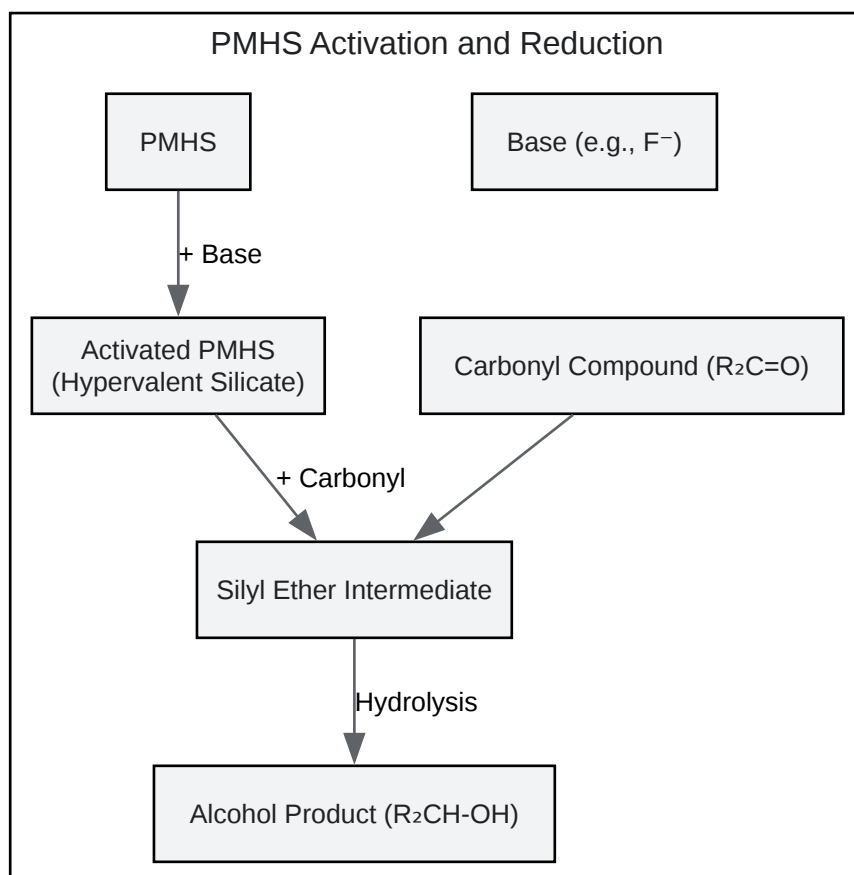 PMHS Activation and Reduction
PMHS
Base (e.g., F⁻)
+ Base
Activated PMHS
(Hypervalent Silicate)
Carbonyl Compound (R₂C=O)
+ Carbonyl
Silyl Ether Intermediate
Hydrolysis
Alcohol Product (R₂CH-OH)